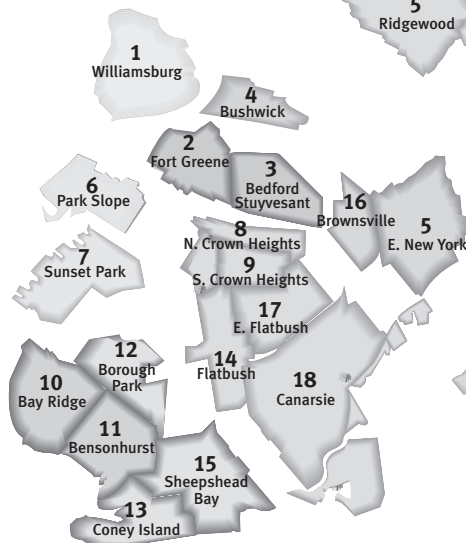 5
Ridgewood
1
Williamsburg
4
Bushwick
2
Fort Greene
3
Bedford
Stuyvesant
6
Park Slope
16
Brownsville
5
E. New York
8
N. Crown Heights
7
Sunset Park
9
S. Crown Heights
17
E. Flatbush
12
Borough
Park
14
Flatbush
10
Bay Ridge
18
Canarsie
11
Bensonhurst
15
Sheepshead
Bay
13
Coney Island